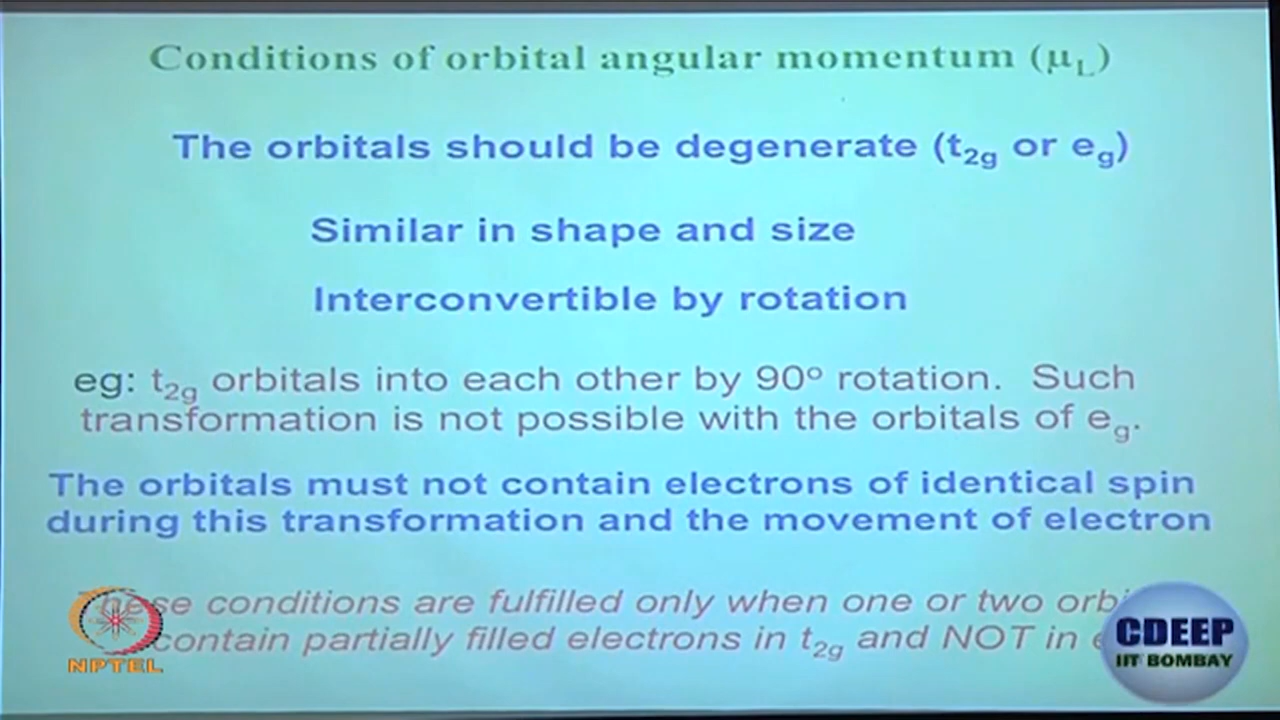 Conditions of orbital angular momentum (μL)
The orbitals should be degenerate (t2g or eg)
Similar in shape and size
Interconvertible by rotation
eg: t2g orbitals into each other by 90º rotation. Such
transformation is not possible with the orbitals of eg.
The orbitals must not contain electrons of identical spin
during this transformation and the movement of electron
conditions are fulfilled only when one or two
contain partially filled electrons in t2g and NOT in
NPTEL
CDEEP
IIT BOMBAY